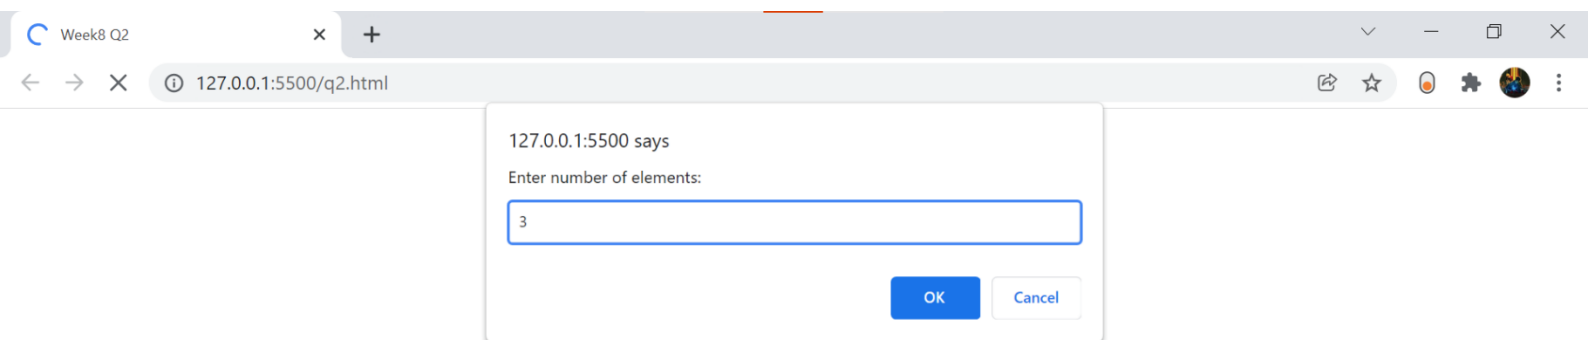 Week8 Q2
127.0.0.1:5500/q2.html
127.0.0.1:5500 says
Enter number of elements:
3
OK Cancel